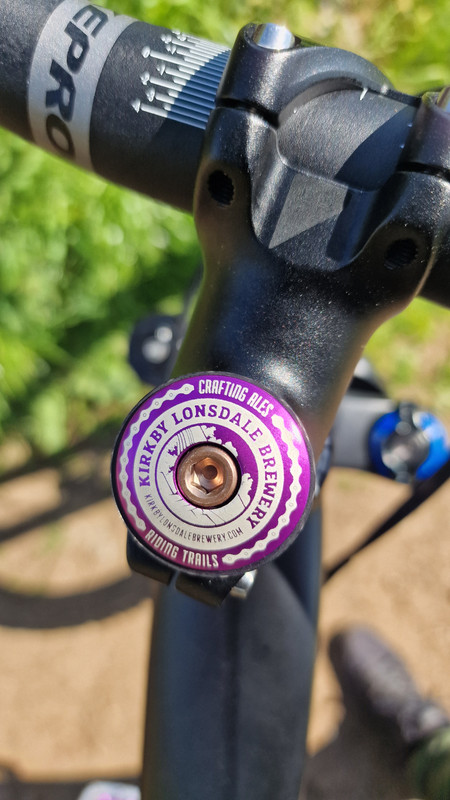 EPRO
CRAFTING ALES
KIRKBY LONSDALE BREWERY
KIRKBYLONSDALEBREWERY.COM
RIDING TRAILS